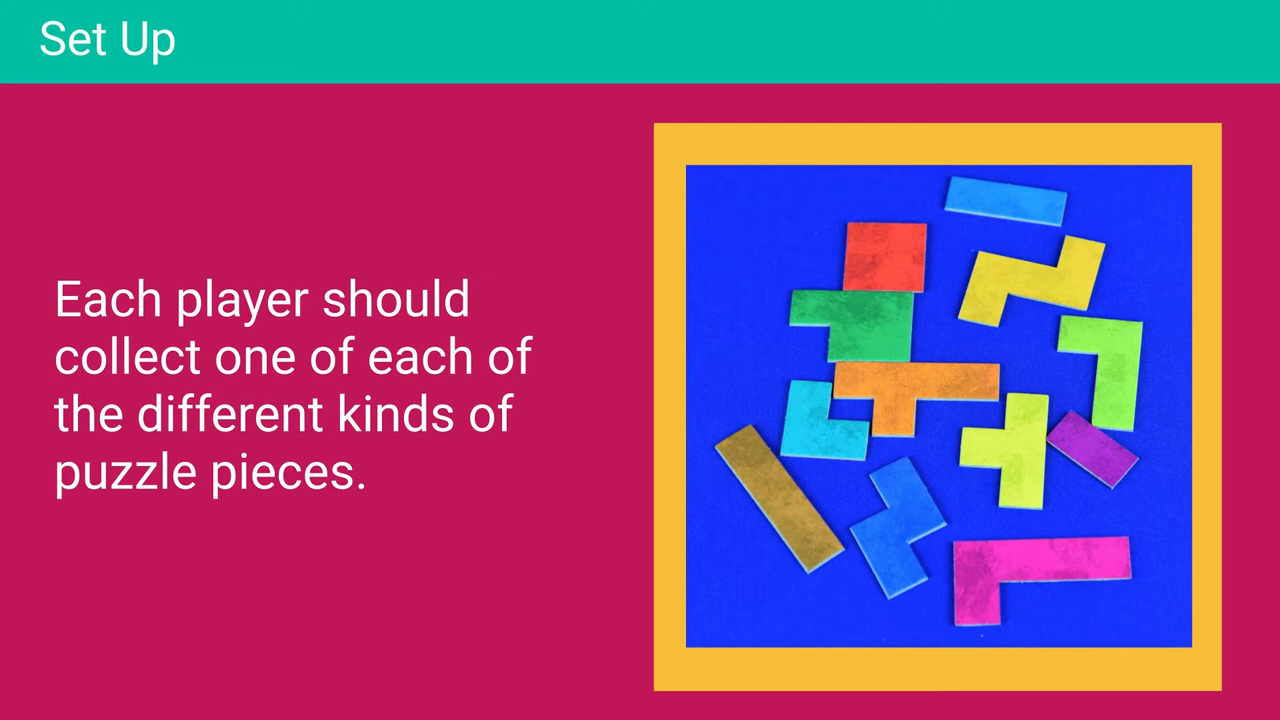 Set Up
Each player should
collect one of each of
the different kinds of
puzzle pieces.